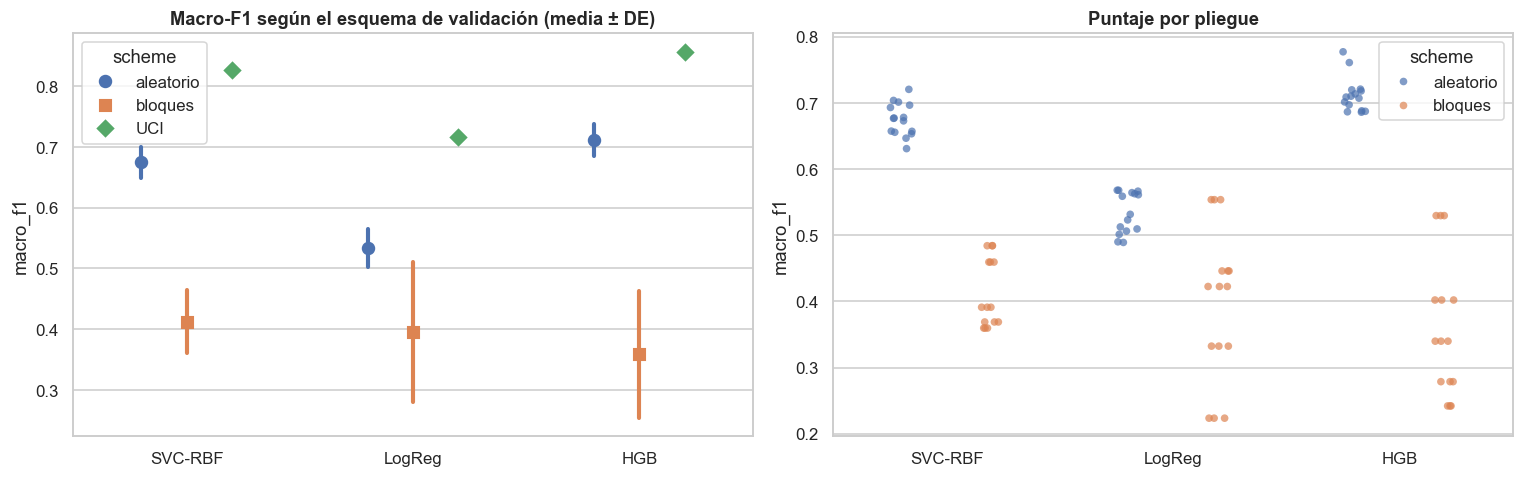 Macro-F1 según el esquema de validación (media ± DE)
scheme
aleatorio
bloques
UCI
macro_f1
0.8
0.7
0.6
0.5
0.4
0.3
SVC-RBF
LogReg
HGB
Puntaje por pliegue
scheme
aleatorio
bloques
macro_f1
0.8
0.7
0.6
0.5
0.4
0.3
0.2
SVC-RBF
LogReg
HGB